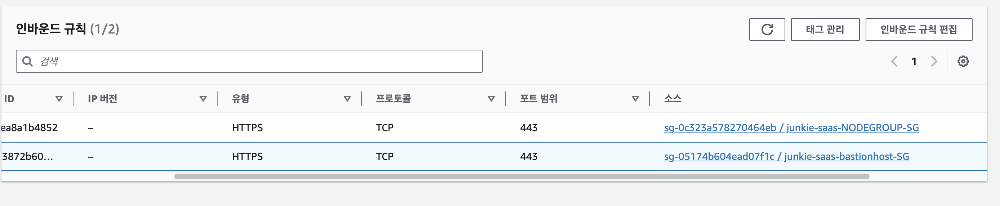 인바운드 규칙 (1/2)
태그 관리
인바운드 규칙 편집
검색
1
ID IP 버전 유형 프로토콜 포트 범위 소스
ea8a1b4852 – HTTPS TCP 443 sg-0c323a578270464eb / junkie-saas-NODEGROUP-SG
3872b60... – HTTPS TCP 443 sg-05174b604ead07f1c / junkie-saas-bastionhost-SG